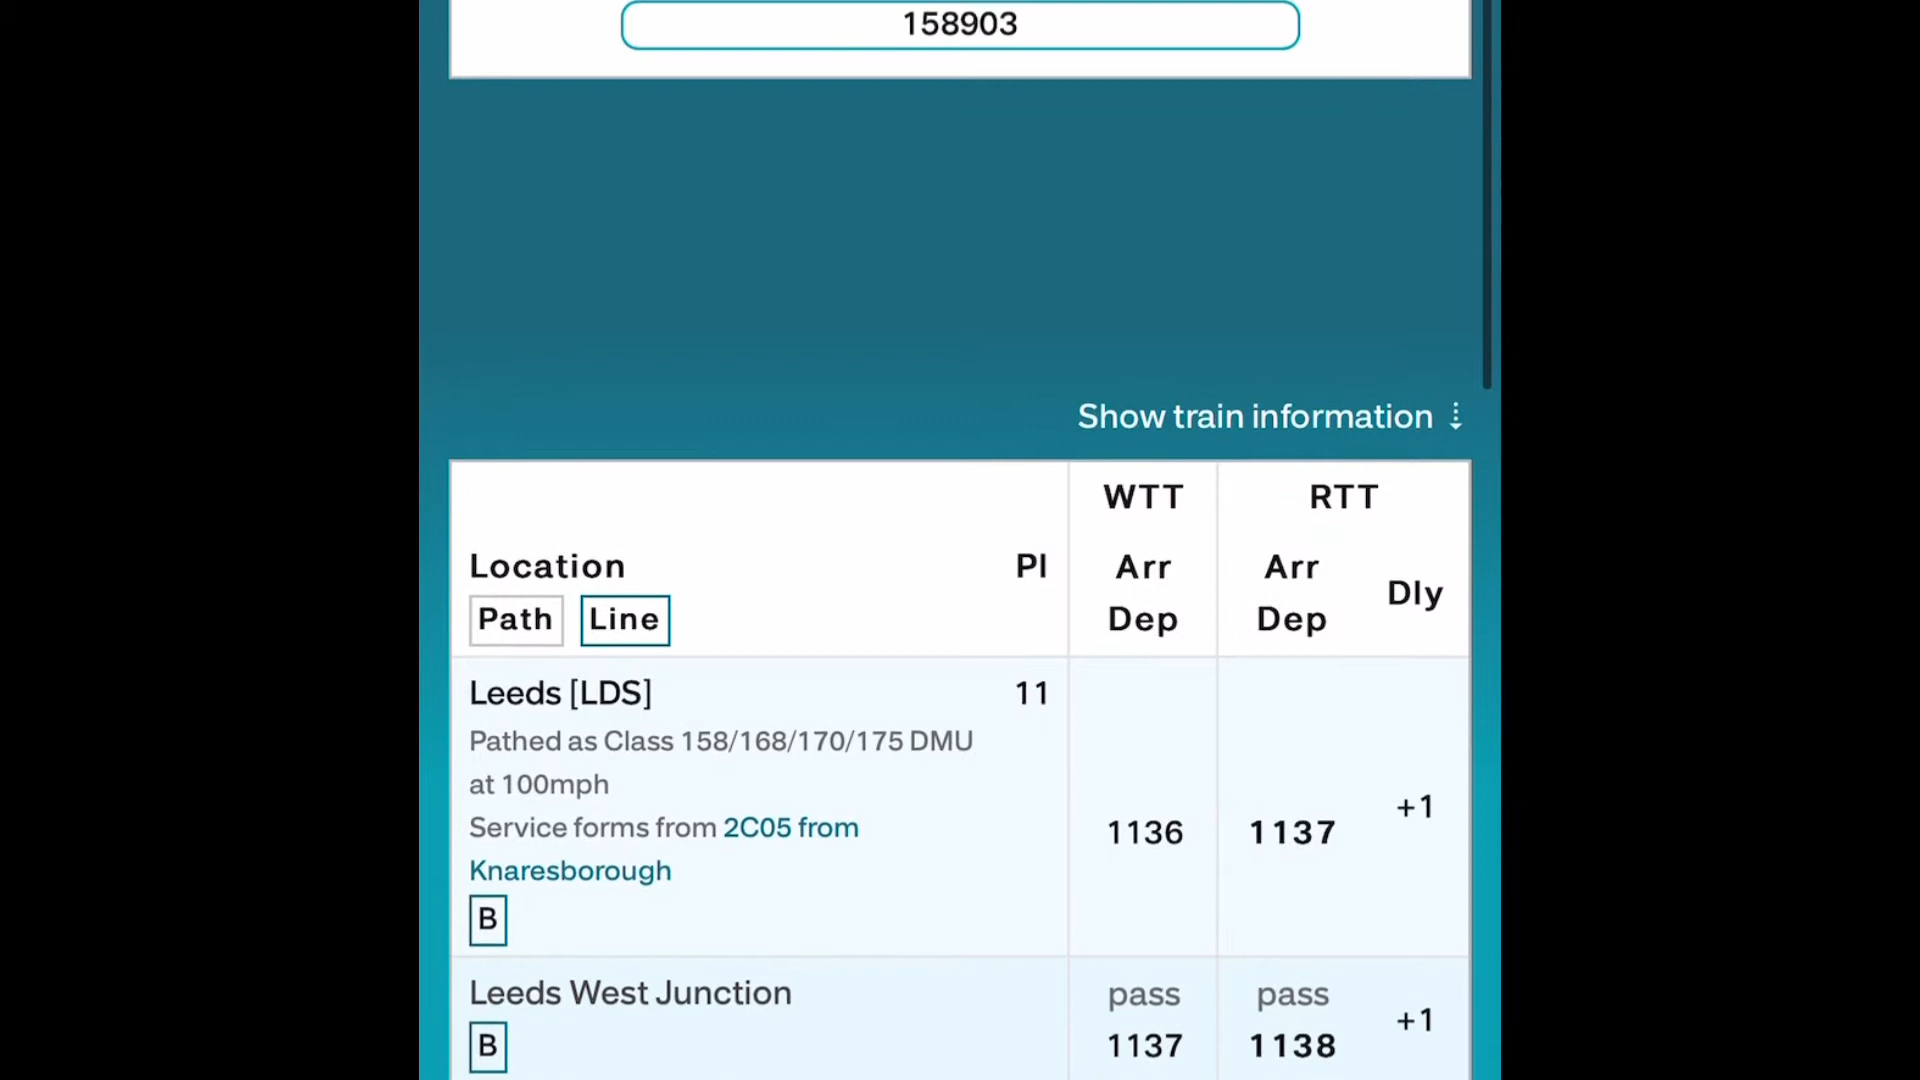 158903
Show train information
WTT RTT
Location Pl Arr Arr Dly
Path Line Dep Dep
Leeds [LDS] 11
Pathed as Class 158/168/170/175 DMU
at 100mph
Service forms from 2C05 from
Knaresborough
B
1136 1137 +1
Leeds West Junction pass pass
B 1137 1138 +1